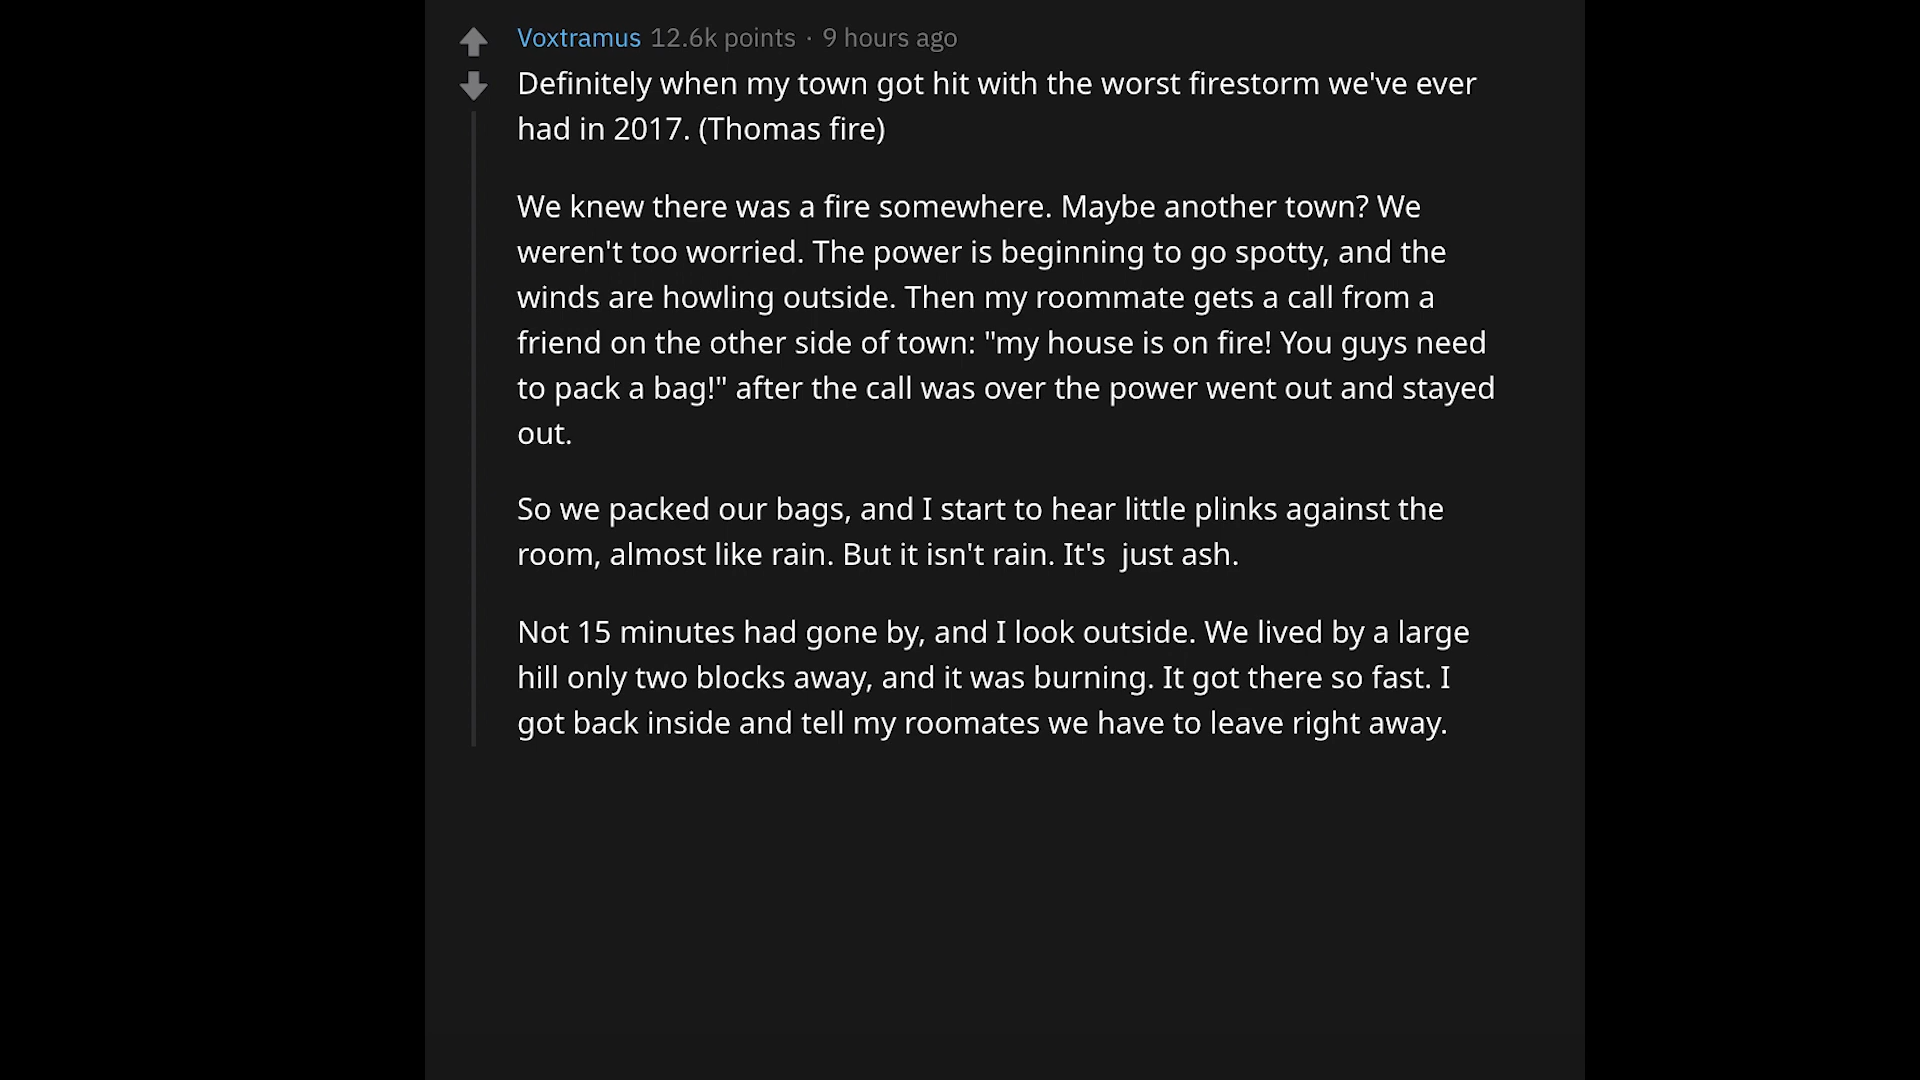 Voxtramus 12.6k points · 9 hours ago
Definitely when my town got hit with the worst firestorm we've ever
had in 2017. (Thomas fire)
We knew there was a fire somewhere. Maybe another town? We
weren't too worried. The power is beginning to go spotty, and the
winds are howling outside. Then my roommate gets a call from a
friend on the other side of town: "my house is on fire! You guys need
to pack a bag!" after the call was over the power went out and stayed
out.
So we packed our bags, and I start to hear little plinks against the
room, almost like rain. But it isn't rain. It's  just ash.
Not 15 minutes had gone by, and I look outside. We lived by a large
hill only two blocks away, and it was burning. It got there so fast. I
got back inside and tell my roomates we have to leave right away.